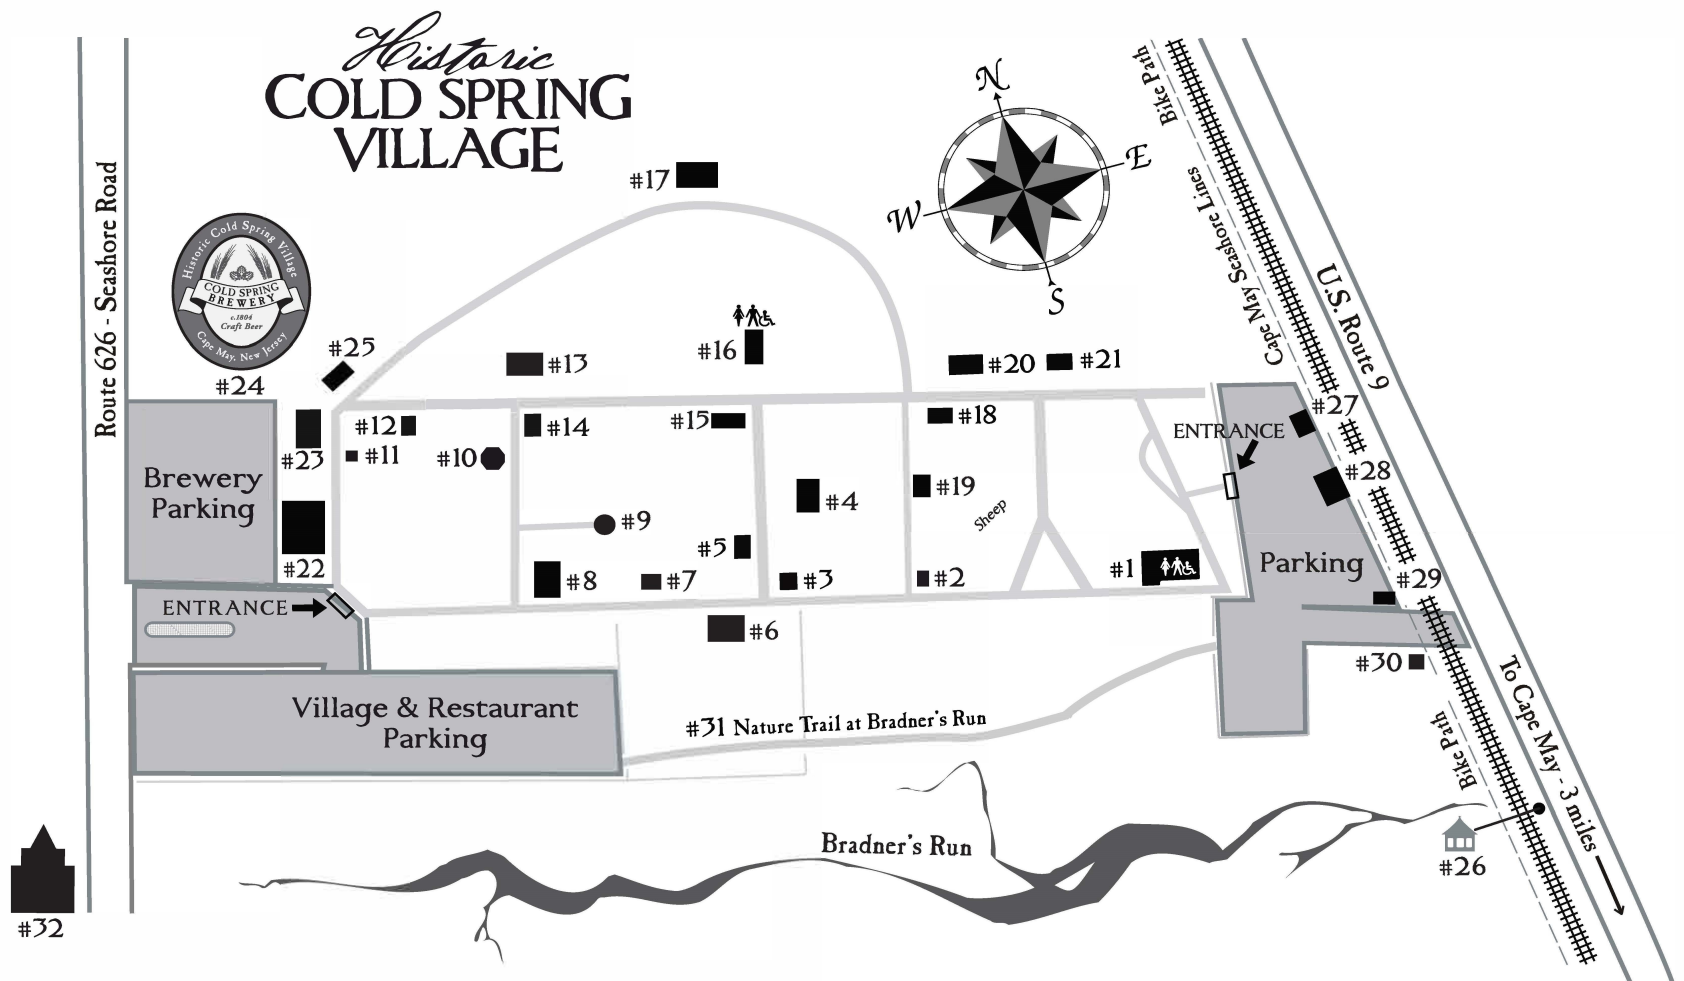 Historic
COLD SPRING
VILLAGE
N
E
W
S
Route 626 - Seashore Road
Historic Cold Spring Village
COLD SPRING
BREWERY
c.1804
Craft Beer
Cape May, New Jersey
#24
#25
#17
#16
#13
#20
#21
#12
#11
#10
#14
#15
#18
#19
Sheep
#23
#22
#9
#8
#7
#5
#4
#3
#2
#1
#6
Brewery
Parking
ENTRANCE
Village & Restaurant
Parking
#31 Nature Trail at Bradner's Run
Bradner's Run
ENTRANCE
Parking
#27
#28
#29
#30
#26
#32
Bike Path
Cape May Seashore Lines
U.S. Route 9
Bike Path
To Cape May - 3 miles